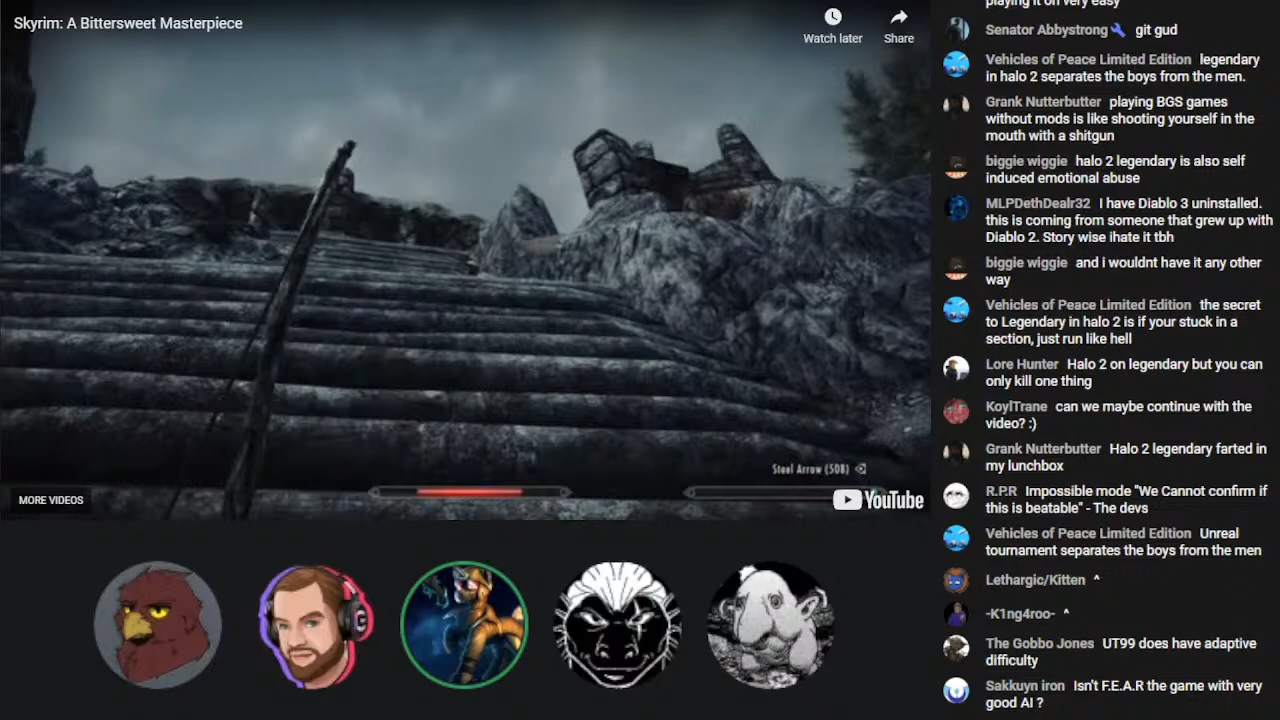 Skyrim: A Bittersweet Masterpiece
Watch later
Share
Steel Arrow (508)
MORE VIDEOS
YouTube
playing it on very easy
Senator Abbystrong git gud
Vehicles of Peace Limited Edition legendary
in halo 2 separates the boys from the men.
Grank Nutterbutter playing BGS games
without mods is like shooting yourself in the
mouth with a shitgun
biggie wiggie halo 2 legendary is also self
induced emotional abuse
MLPDethDealr32 I have Diablo 3 uninstalled.
this is coming from someone that grew up with
Diablo 2. Story wise ihate it tbh
biggie wiggie and i wouldnt have it any other
way
Vehicles of Peace Limited Edition the secret
to Legendary in halo 2 is if your stuck in a
section, just run like hell
Lore Hunter Halo 2 on legendary but you can
only kill one thing
KoylTrane can we maybe continue with the
video? :)
Grank Nutterbutter Halo 2 legendary farted in
my lunchbox
R.P.R Impossible mode "We Cannot confirm if
this is beatable" - The devs
Vehicles of Peace Limited Edition Unreal
tournament separates the boys from the men
Lethargic/Kitten ^
-K1ng4roo- ^
The Gobbo Jones UT99 does have adaptive
difficulty
Sakkuyn iron Isn't F.E.A.R the game with very
good AI ?